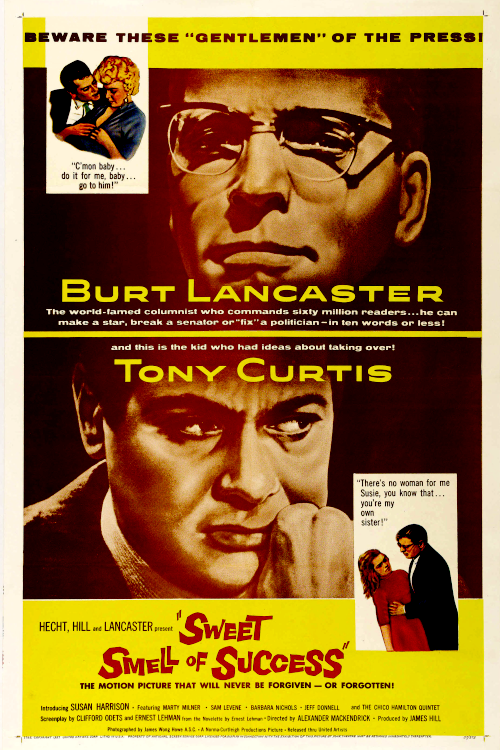 BEWARE THESE "GENTLEMEN" OF THE PRESS!
"C'mon baby...
do it for me, baby...
go to him!"
BURT LANCASTER
The world-famed columnist who commands sixty million readers...he can
make a star, break a senator or "fix" a politician—in ten words or less!
and this is the kid who had ideas about taking over!
TONY CURTIS
"There's no woman for me
Susie, you know that...
you're my
own
sister!"
HECHT, HILL and LANCASTER present
"SWEET
SMELL OF SUCCESS"
THE MOTION PICTURE THAT WILL NEVER BE FORGIVEN — OR FORGOTTEN!
Introducing SUSAN HARRISON • Featuring MARTY MILNER • SAM LEVENE • BARBARA NICHOLS • JEFF DONNELL and THE CHICO HAMILTON QUINTET
Screenplay by CLIFFORD ODETS and ERNEST LEHMAN from the Novelette by Ernest Lehman • Directed by ALEXANDER MACKENDRICK • Produced by JAMES HILL
Photographed by James Wong Howe A.S.C. • A Norma-Curtleigh Productions Picture • Released thru United Artists